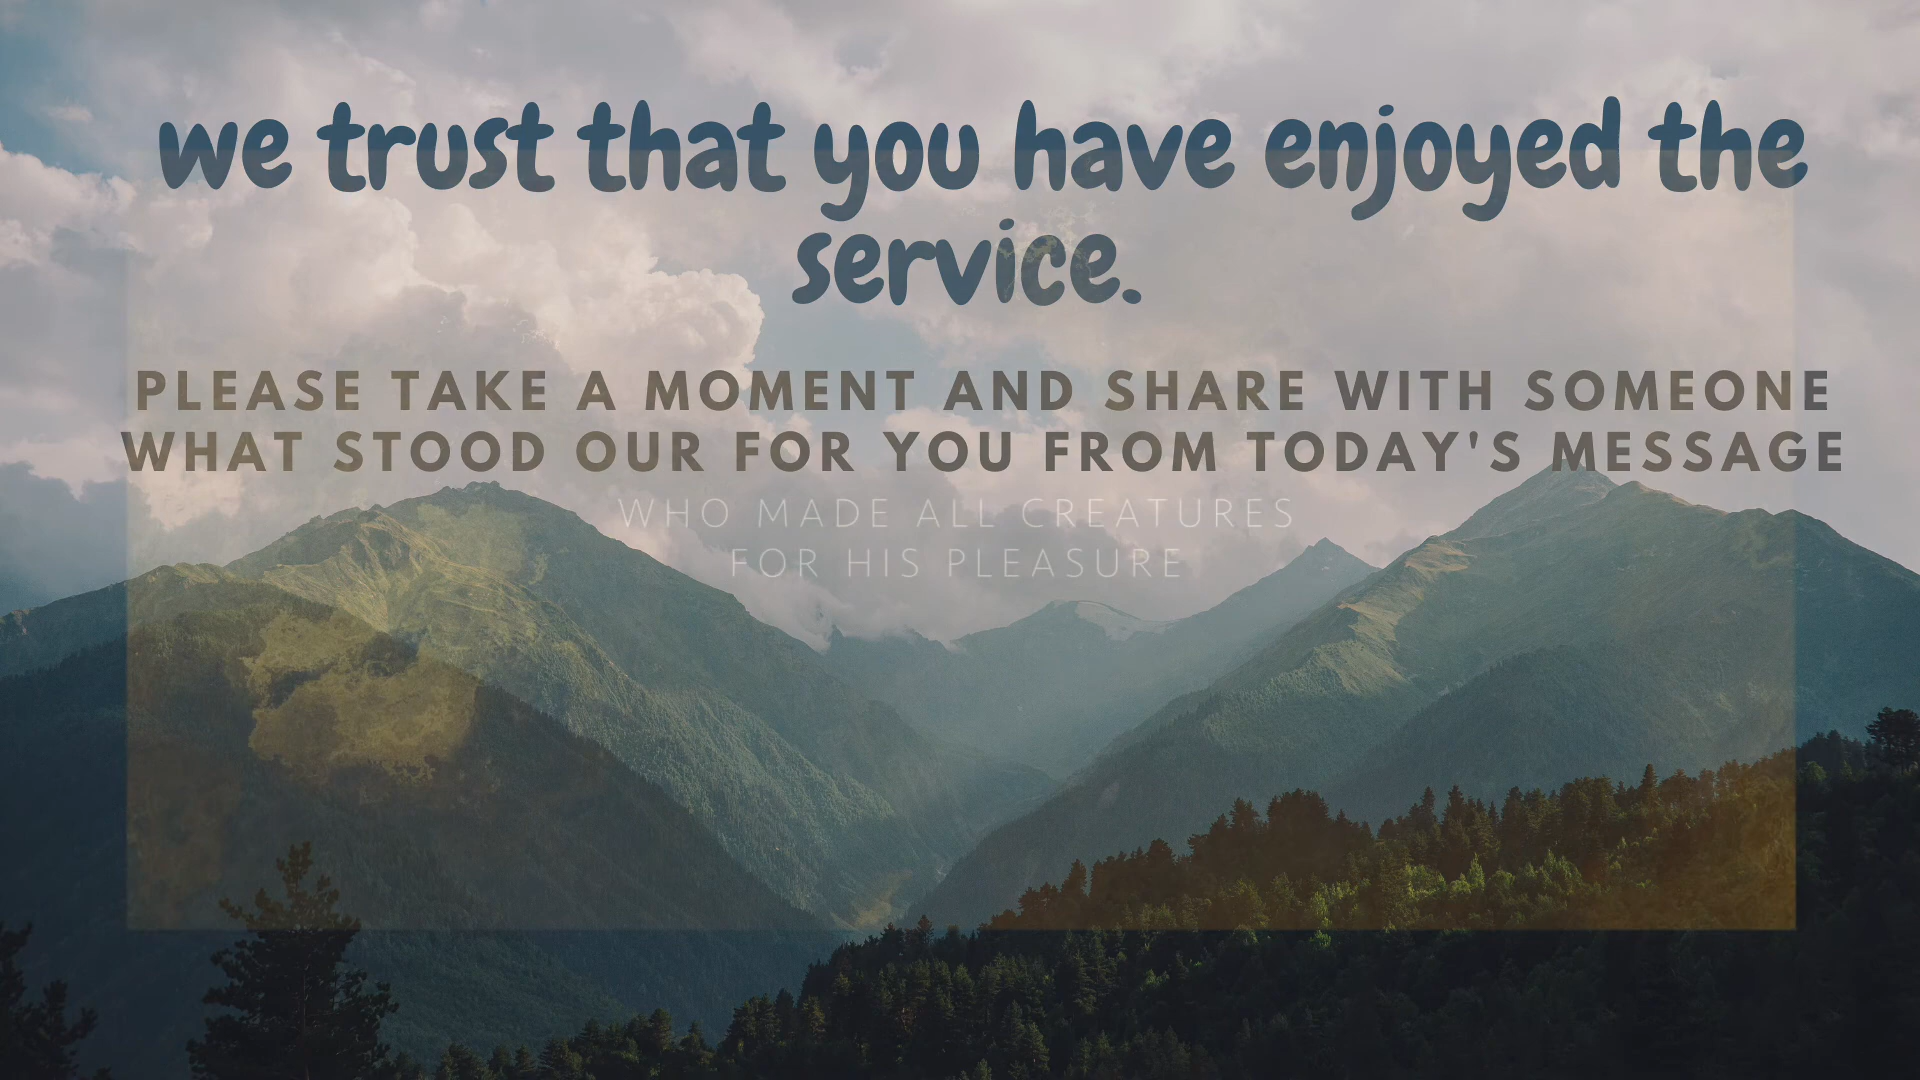 we trust that you have enjoyed the
service.
PLEASE TAKE A MOMENT AND SHARE WITH SOMEONE
WHAT STOOD OUR FOR YOU FROM TODAY'S MESSAGE
WHO MADE ALL CREATURES
FOR HIS PLEASURE